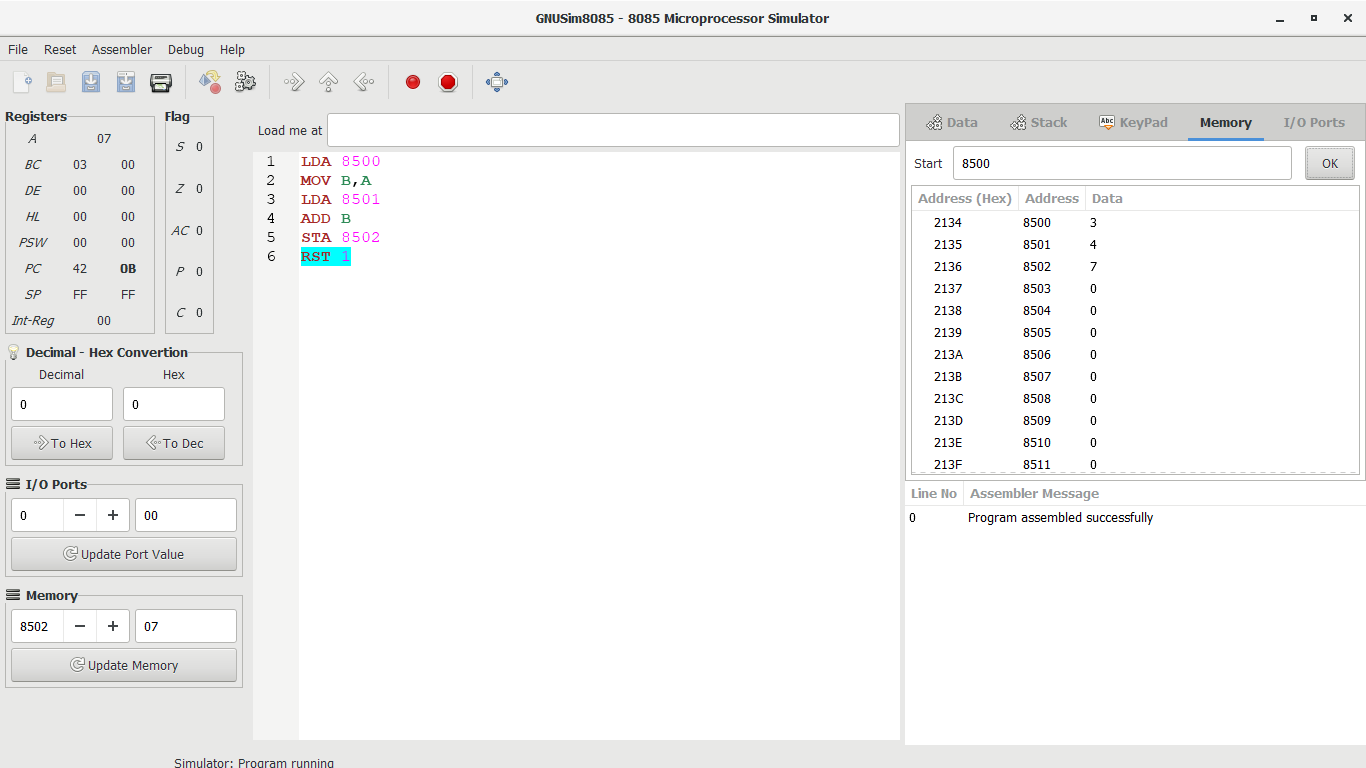 GNUSim8085 - 8085 Microprocessor Simulator
File Reset Assembler Debug Help
Registers
A 07
BC 03 00
DE 00 00
HL 00 00
PSW 00 00
PC 42 0B
SP FF FF
Int-Reg 00
Flag
S 0
Z 0
AC 0
P 0
C 0
Decimal - Hex Convertion
Decimal Hex
0 0
To Hex To Dec
I/O Ports
0 − + 00
Update Port Value
Memory
8502 − + 07
Update Memory
Load me at
1 LDA 8500
2 MOV B,A
3 LDA 8501
4 ADD B
5 STA 8502
6 RST 1
Data Stack Abc KeyPad Memory I/O Ports
Start 8500 OK
Address (Hex) Address Data
2134 8500 3
2135 8501 4
2136 8502 7
2137 8503 0
2138 8504 0
2139 8505 0
213A 8506 0
213B 8507 0
213C 8508 0
213D 8509 0
213E 8510 0
213F 8511 0
Line No Assembler Message
0 Program assembled successfully
Simulator: Program running